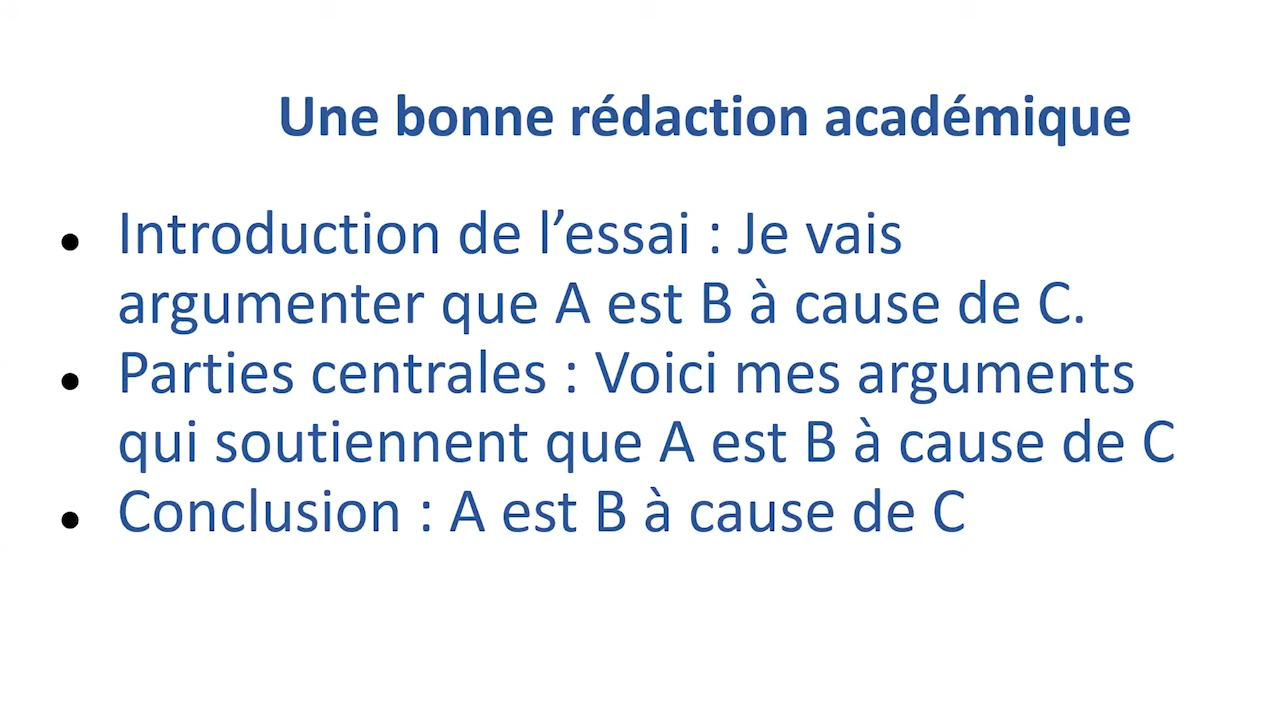 Une bonne rédaction académique
• Introduction de l’essai : Je vais
argumenter que A est B à cause de C.
• Parties centrales : Voici mes arguments
qui soutiennent que A est B à cause de C
• Conclusion : A est B à cause de C